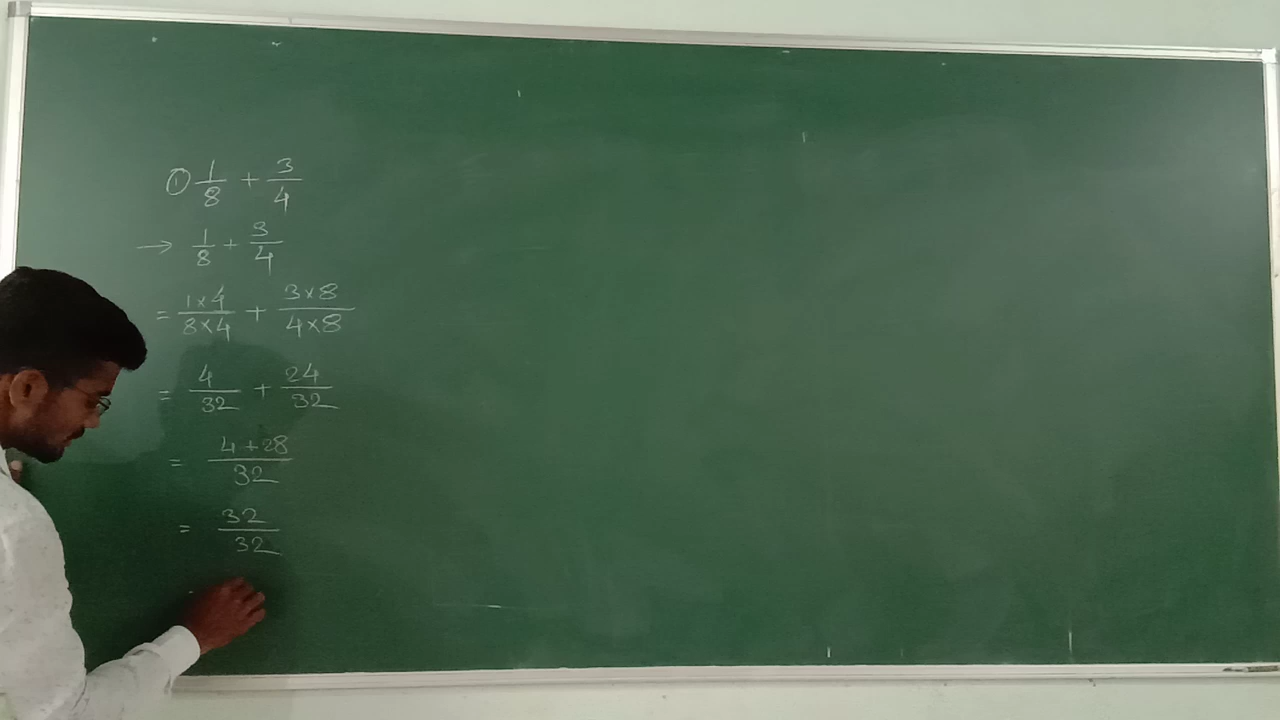 ① 1/8 + 3/4
→ 1/8 + 3/4
= 1×4/8×4 + 3×8/4×8
= 4/32 + 24/32
= 4+28/32
= 32/32